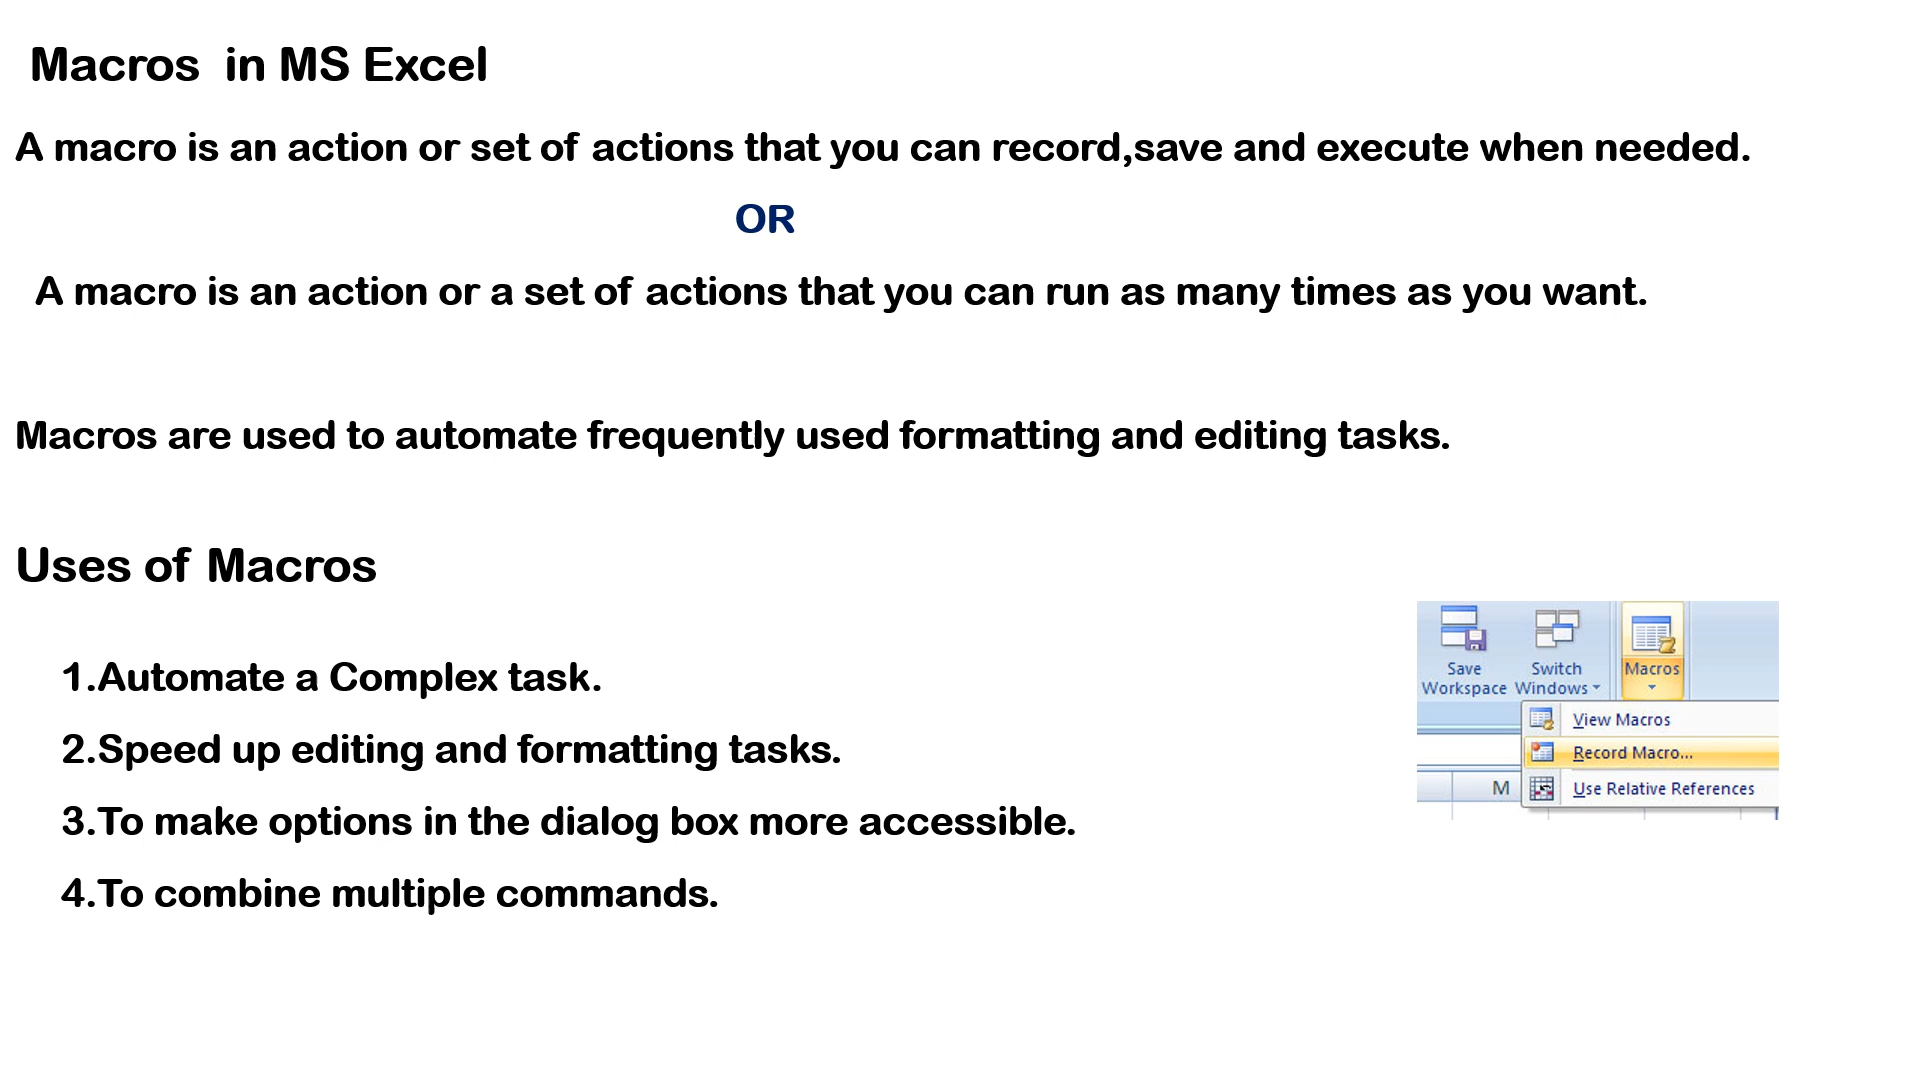 Macros in MS Excel
A macro is an action or set of actions that you can record,save and execute when needed.
OR
A macro is an action or a set of actions that you can run as many times as you want.
Macros are used to automate frequently used formatting and editing tasks.
Uses of Macros
1.Automate a Complex task.
2.Speed up editing and formatting tasks.
3.To make options in the dialog box more accessible.
4.To combine multiple commands.
Save Switch Macros
Workspace Windows
View Macros
Record Macro...
M Use Relative References